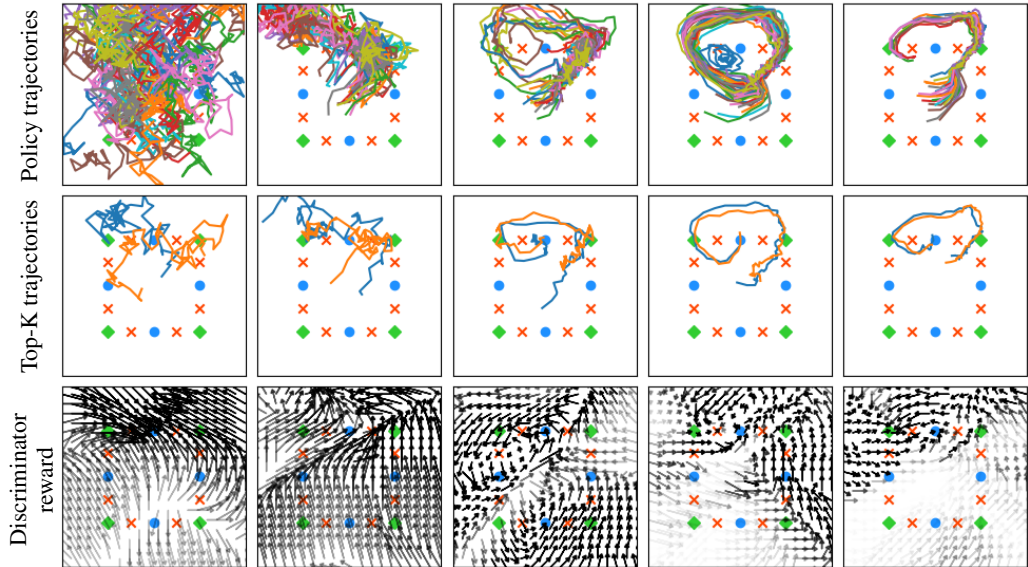 Policy trajectories
Top-K trajectories
Discriminator
reward